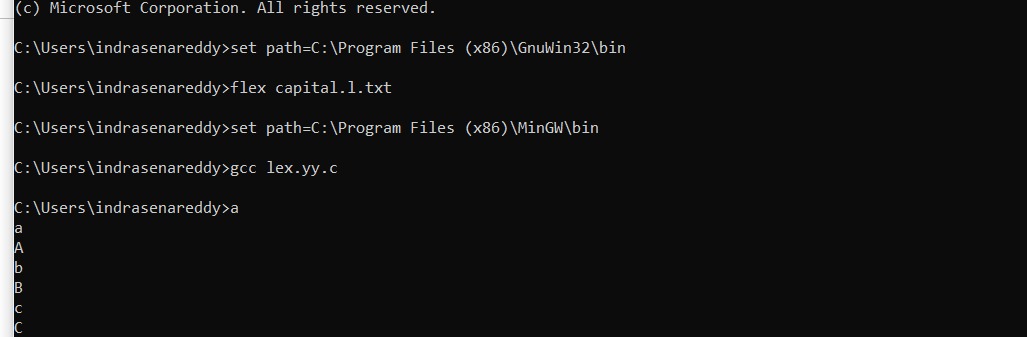 (c) Microsoft Corporation. All rights reserved.
C:\Users\indrasenareddy>set path=C:\Program Files (x86)\GnuWin32\bin
C:\Users\indrasenareddy>flex capital.l.txt
C:\Users\indrasenareddy>set path=C:\Program Files (x86)\MinGW\bin
C:\Users\indrasenareddy>gcc lex.yy.c
C:\Users\indrasenareddy>a
a
A
b
B
c
C